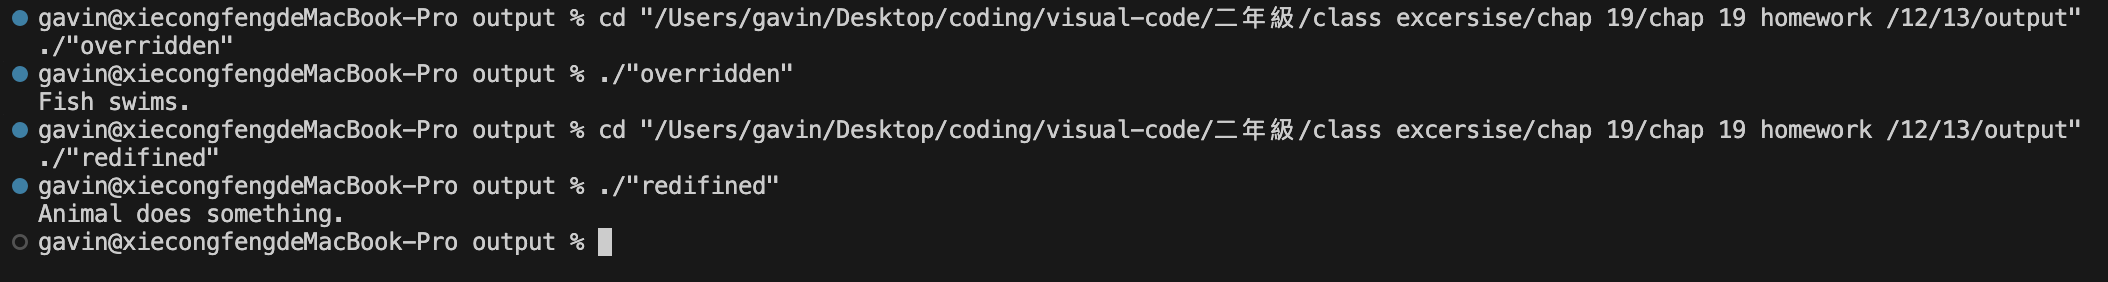 gavin@xiecongfengdeMacBook-Pro output % cd "/Users/gavin/Desktop/coding/visual-code/二年級/class excersise/chap 19/chap 19 homework /12/13/output"
./"overridden"
gavin@xiecongfengdeMacBook-Pro output % ./"overridden"
Fish swims.
gavin@xiecongfengdeMacBook-Pro output % cd "/Users/gavin/Desktop/coding/visual-code/二年級/class excersise/chap 19/chap 19 homework /12/13/output"
./"redifined"
gavin@xiecongfengdeMacBook-Pro output % ./"redifined"
Animal does something.
gavin@xiecongfengdeMacBook-Pro output %